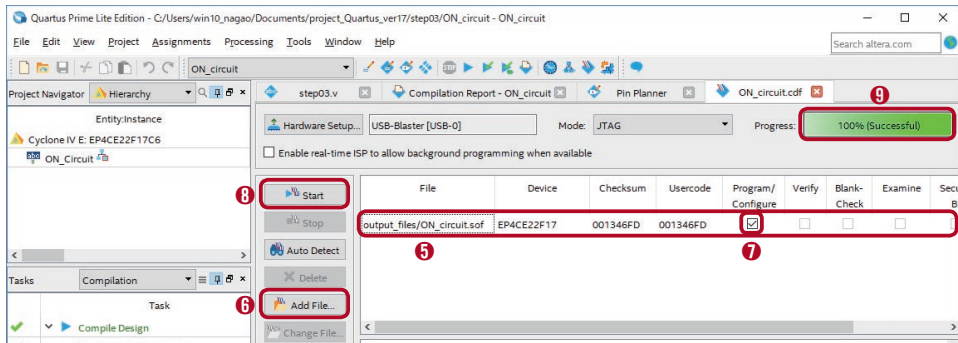 Quartus Prime Lite Edition - C:/Users/win10_nagao/Documents/project_Quartus_ver17/step03/ON_circuit - ON_circuit
File Edit View Project Assignments Processing Tools Window Help
Search altera.com
ON_circuit
Project Navigator Hierarchy
step03.v Compilation Report - ON_circuit Pin Planner ON_circuit.cdf
9
Entity:Instance
Cyclone IV E: EP4CE22F17C6
ON_Circuit
Hardware Setup... USB-Blaster [USB-0] Mode: JTAG Progress: 100% (Successful)
Enable real-time ISP to allow background programming when available
8
Start
Stop
Auto Detect
Delete
6
Add File...
Change File...
File Device Checksum Usercode Program/ Configure Verify Blank- Check Examine Secu B
output_files/ON_circuit.sof EP4CE22F17 001346FD 001346FD
5
7
Tasks Compilation
Task
Compile Design